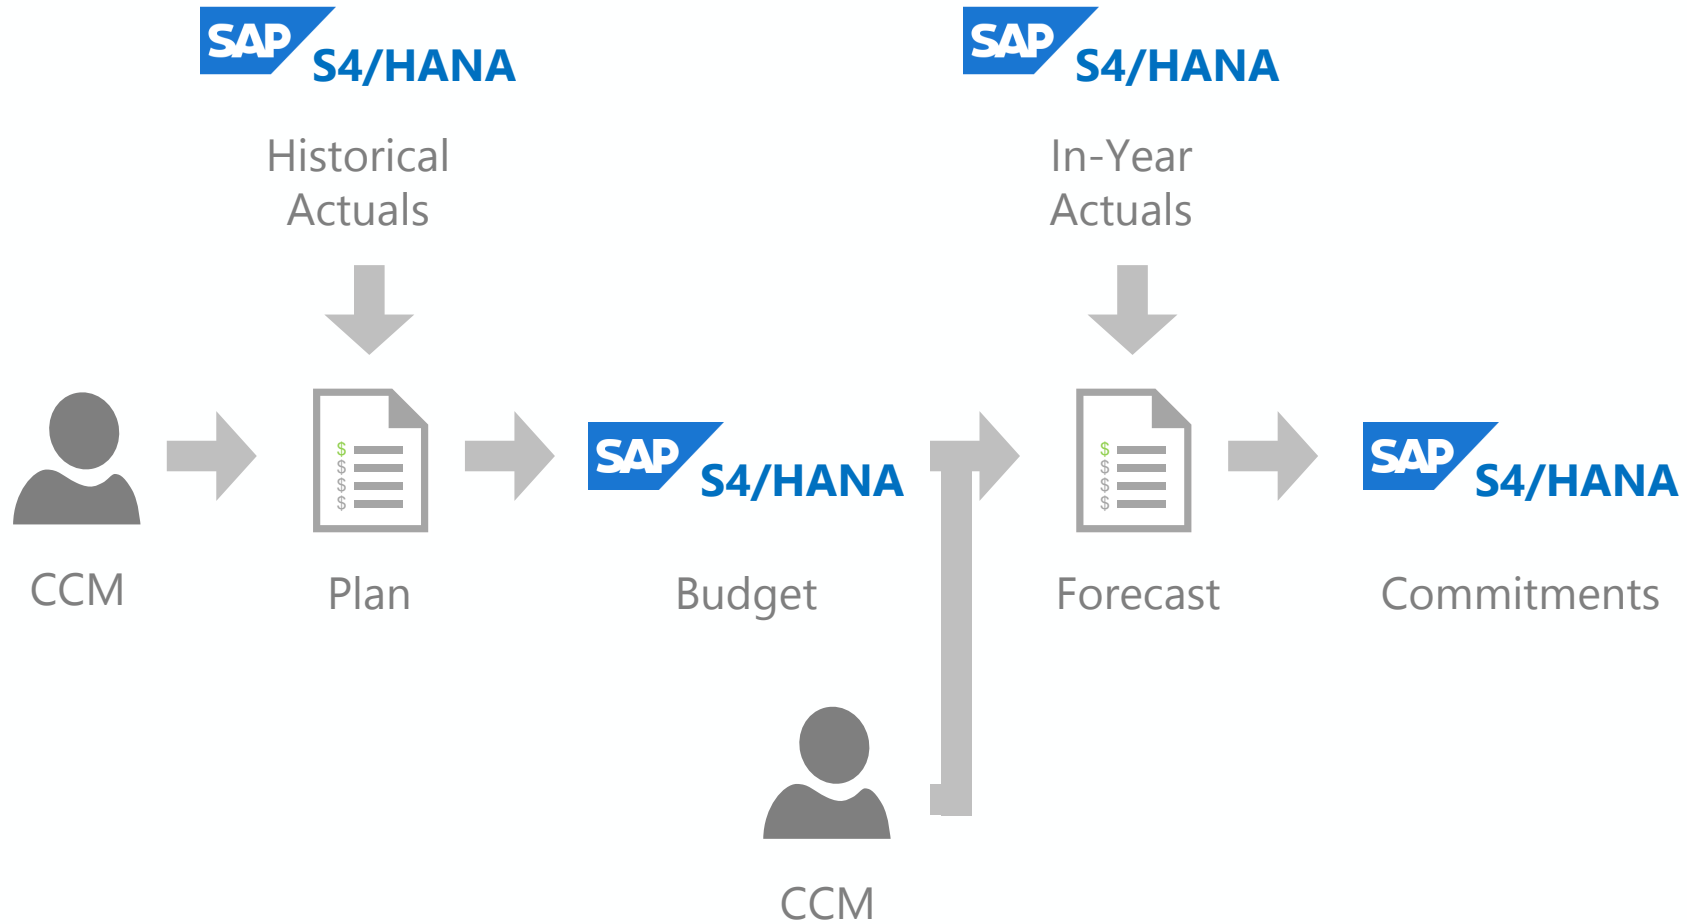 SAP
S4/HANA
SAP
S4/HANA
Historical
Actuals
In-Year
Actuals
$
$
$
$
SAP
S4/HANA
$
$
$
$
SAP
S4/HANA
CCM
Plan
Budget
Forecast
Commitments
CCM